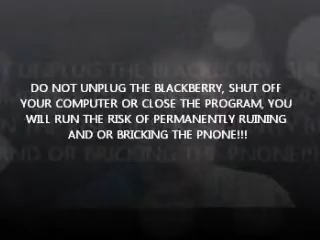 DO NOT UNPLUG THE BLACKBERRY, SHUT OFF
YOUR COMPUTER OR CLOSE THE PROGRAM, YOU
WILL RUN THE RISK OF PERMANENTLY RUINING
AND OR BRICKING THE PNONE!!!